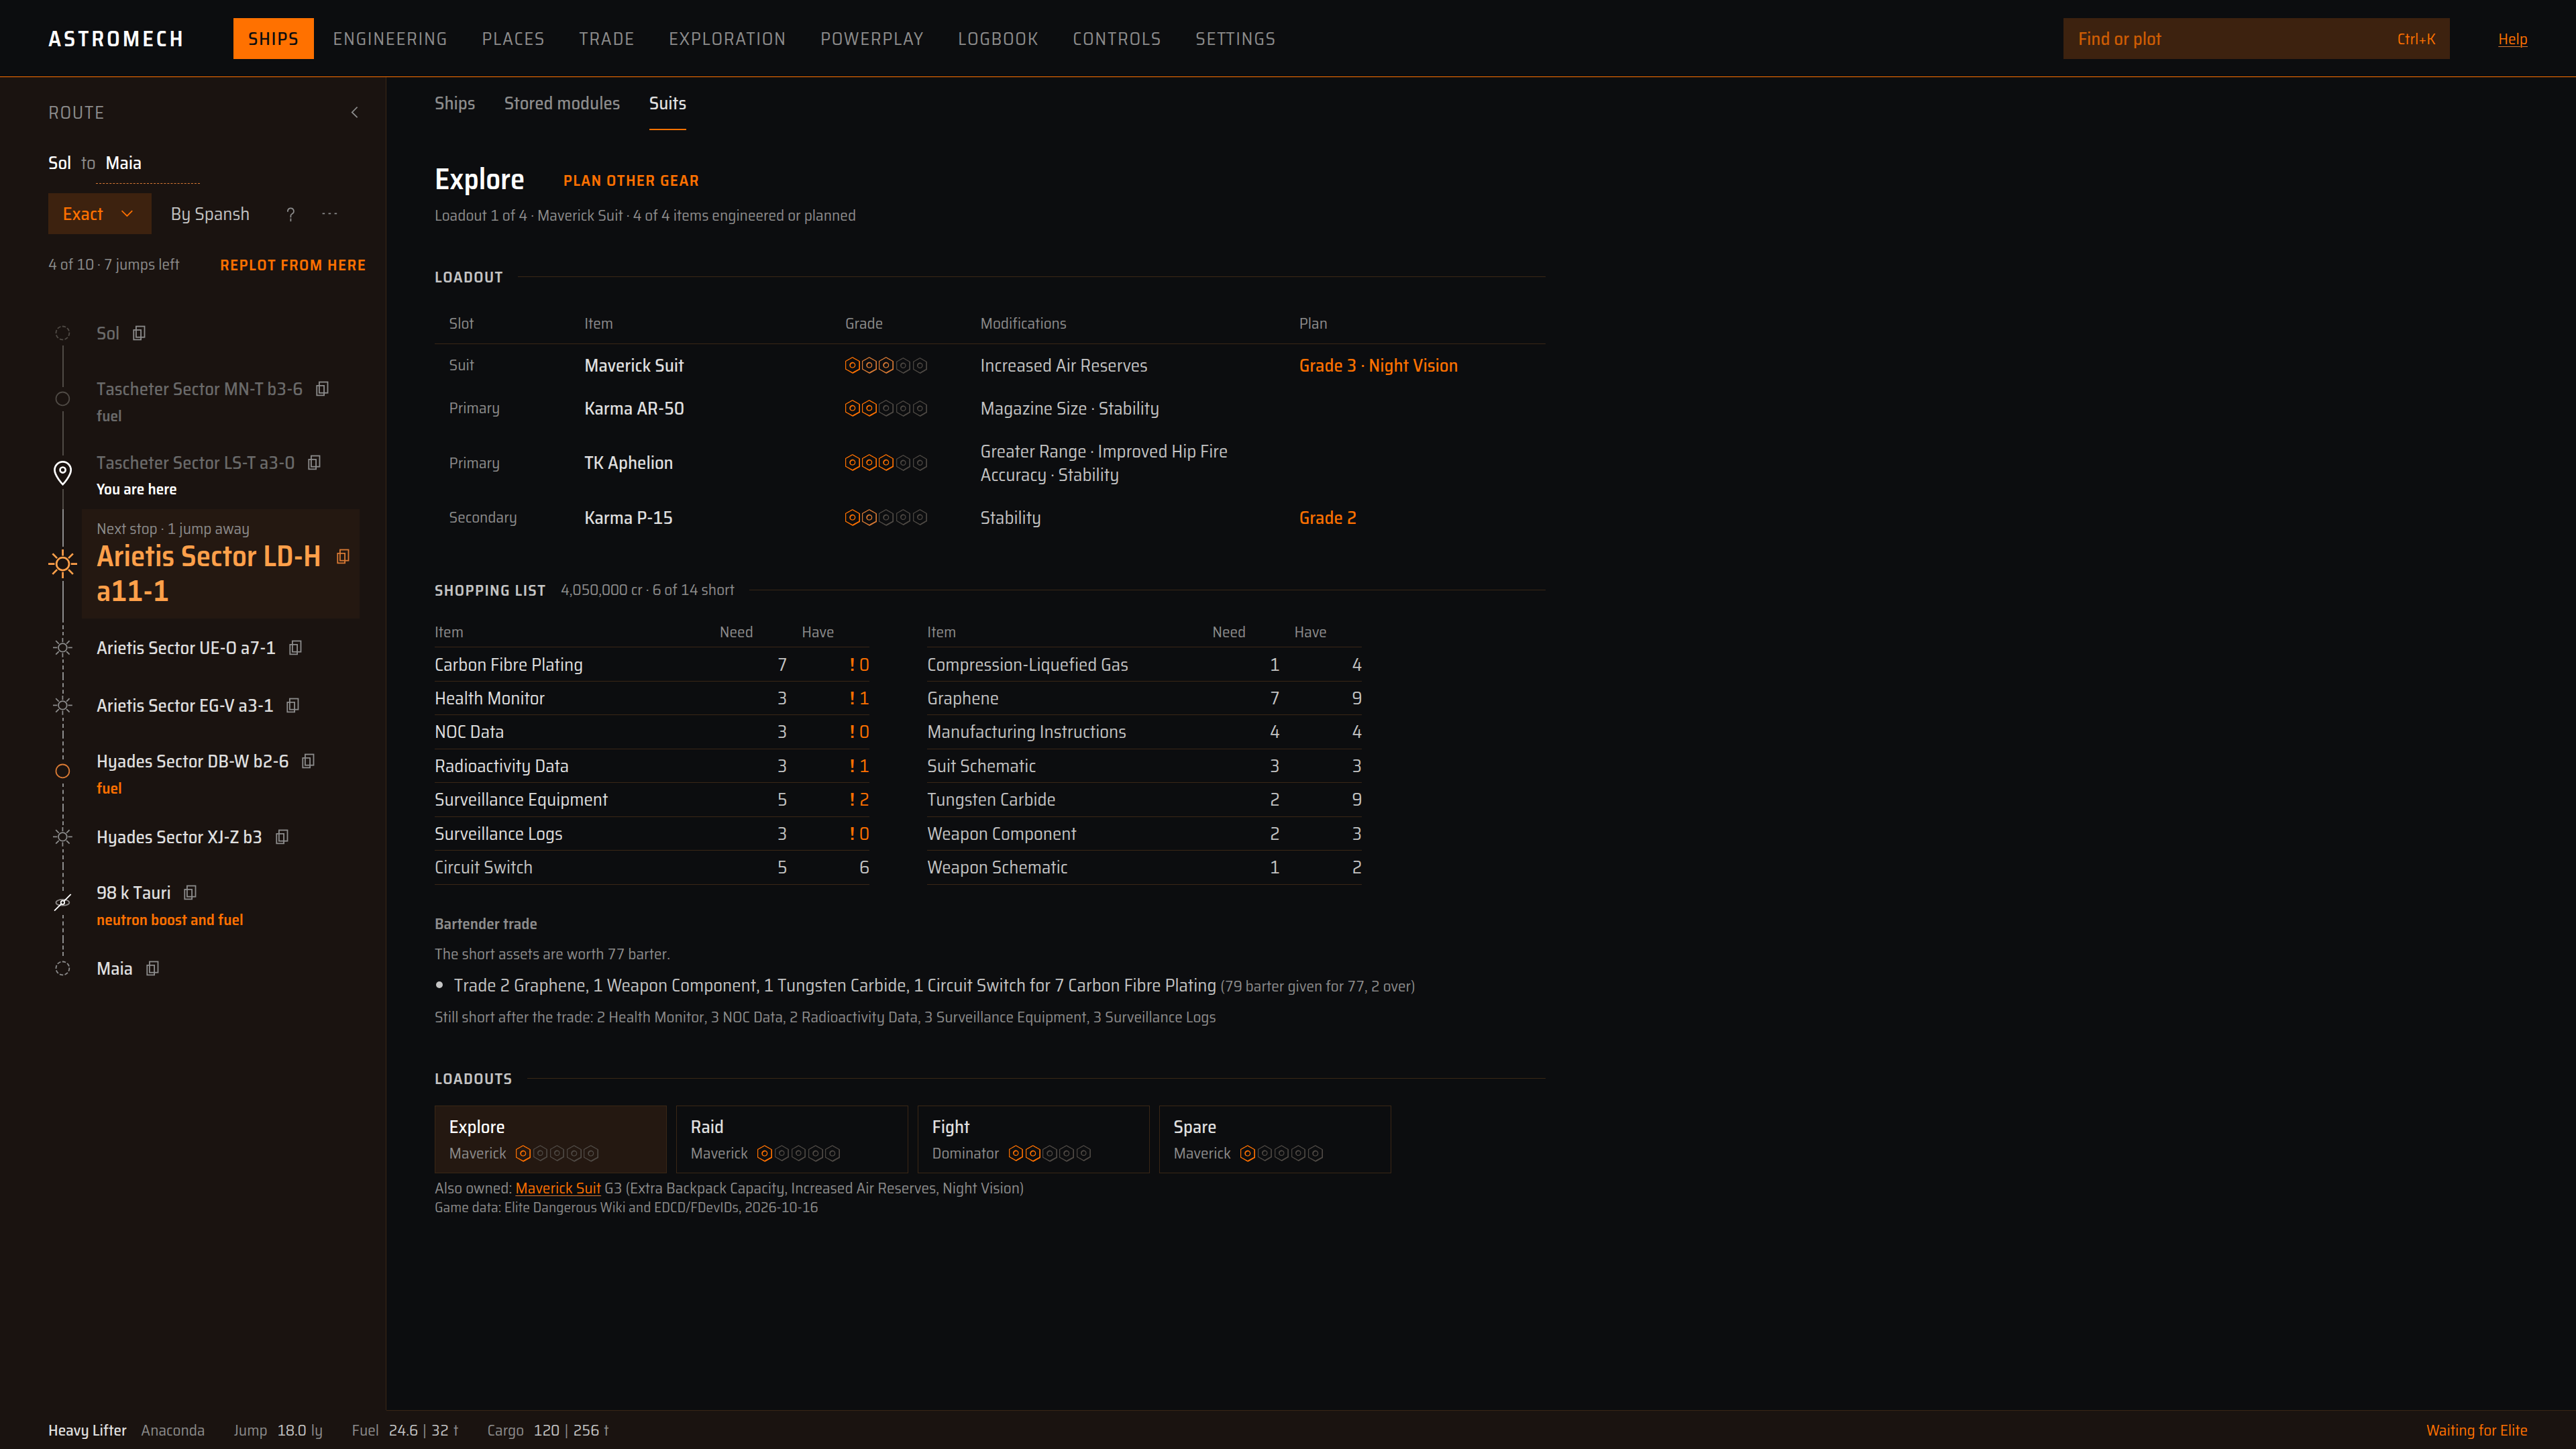 ASTROMECH SHIPS ENGINEERING PLACES TRADE EXPLORATION POWERPLAY LOGBOOK CONTROLS SETTINGS Find or plot Ctrl+K Help
ROUTE
Sol to Maia
Exact By Spansh ? ···
4 of 10 · 7 jumps left REPLOT FROM HERE
Sol
Tascheter Sector MN-T b3-6
fuel
Tascheter Sector LS-T a3-0
You are here
Next stop · 1 jump away
Arietis Sector LD-H
a11-1
Arietis Sector UE-O a7-1
Arietis Sector EG-V a3-1
Hyades Sector DB-W b2-6
fuel
Hyades Sector XJ-Z b3
98 k Tauri
neutron boost and fuel
Maia
Ships Stored modules Suits
Explore PLAN OTHER GEAR
Loadout 1 of 4 · Maverick Suit · 4 of 4 items engineered or planned
LOADOUT
Slot Item Grade Modifications Plan
Suit Maverick Suit Increased Air Reserves Grade 3 · Night Vision
Primary Karma AR-50 Magazine Size · Stability
Primary TK Aphelion Greater Range · Improved Hip Fire
Accuracy · Stability
Secondary Karma P-15 Stability Grade 2
SHOPPING LIST 4,050,000 cr · 6 of 14 short
Item Need Have Item Need Have
Carbon Fibre Plating 7 ! 0 Compression-Liquefied Gas 1 4
Health Monitor 3 ! 1 Graphene 7 9
NOC Data 3 ! 0 Manufacturing Instructions 4 4
Radioactivity Data 3 ! 1 Suit Schematic 3 3
Surveillance Equipment 5 ! 2 Tungsten Carbide 2 9
Surveillance Logs 3 ! 0 Weapon Component 2 3
Circuit Switch 5 6 Weapon Schematic 1 2
Bartender trade
The short assets are worth 77 barter.
• Trade 2 Graphene, 1 Weapon Component, 1 Tungsten Carbide, 1 Circuit Switch for 7 Carbon Fibre Plating (79 barter given for 77, 2 over)
Still short after the trade: 2 Health Monitor, 3 NOC Data, 2 Radioactivity Data, 3 Surveillance Equipment, 3 Surveillance Logs
LOADOUTS
Explore Raid Fight Spare
Maverick Maverick Dominator Maverick
Also owned: Maverick Suit G3 (Extra Backpack Capacity, Increased Air Reserves, Night Vision)
Game data: Elite Dangerous Wiki and EDCD/FDevIDs, 2026-10-16
Heavy Lifter Anaconda Jump 18.0 ly Fuel 24.6 | 32 t Cargo 120 | 256 t Waiting for Elite